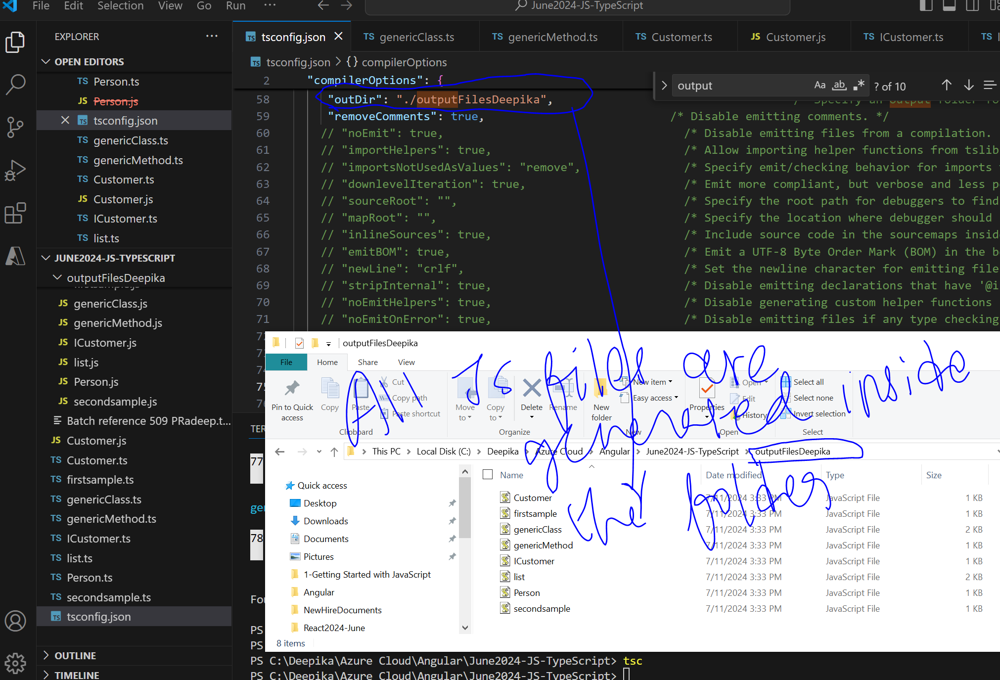 File Edit Selection View Go Run ···
June2024-JS-TypeScript
EXPLORER ···
OPEN EDITORS
TS Person.ts
JS Person.js
tsconfig.json
TS genericClass.ts
TS genericMethod.ts
TS Customer.ts
JS Customer.js
TS ICustomer.ts
TS list.ts
JUNE2024-JS-TYPESCRIPT
outputFilesDeepika
JS genericClass.js
JS genericMethod.js
JS ICustomer.js
JS list.js
JS Person.js
JS secondsample.js
Batch reference 509 PRadeep.t...
JS Customer.js
TS Customer.ts
TS firstsample.ts
TS genericClass.ts
TS genericMethod.ts
TS ICustomer.ts
TS list.ts
TS Person.ts
TS secondsample.ts
TS tsconfig.json
OUTLINE
TIMELINE
TS tsconfig.json TS genericClass.ts TS genericMethod.ts TS Customer.ts JS Customer.js TS ICustomer.ts TS
TS tsconfig.json > {} compilerOptions
output Aa ab .* ? of 10
2 "compilerOptions": {
58 "outDir": "./outputFilesDeepika", /* Specify an output folder fo
59 "removeComments": true, /* Disable emitting comments. */
60 // "noEmit": true, /* Disable emitting files from a compilation.
61 // "importHelpers": true, /* Allow importing helper functions from tslib
62 // "importsNotUsedAsValues": "remove", /* Specify emit/checking behavior for imports
63 // "downlevelIteration": true, /* Emit more compliant, but verbose and less p
64 // "sourceRoot": "", /* Specify the root path for debuggers to find
65 // "mapRoot": "", /* Specify the location where debugger should
66 // "inlineSources": true, /* Include source code in the sourcemaps insid
67 // "emitBOM": true, /* Emit a UTF-8 Byte Order Mark (BOM) in the b
68 // "newLine": "crlf", /* Set the newline character for emitting file
69 // "stripInternal": true, /* Disable emitting declarations that have '@i
70 // "noEmitHelpers": true, /* Disable generating custom helper functions
71 // "noEmitOnError": true, /* Disable emitting files if any type checking
75
outputFilesDeepika
File Home Share View
Pin to Quick access
Copy
Paste
Cut
Copy path
Paste shortcut
Clipboard
Move to
Copy to
Delete
Rename
Organize
New folder
New item
Easy access
New
Properties
Open
Edit
History
Open
Select all
Select none
Invert selection
Select
All Js files are
generated inside
that folder
This PC > Local Disk (C:) > Deepika > Azure Cloud > Angular > June2024-JS-TypeScript > outputFilesDeepika
Quick access
Desktop
Downloads
Documents
Pictures
1-Getting Started with JavaScript
Angular
NewHireDocuments
React2024-June
Name Date modified Type Size
Customer 7/11/2024 3:33 PM JavaScript File 1 KB
firstsample 7/11/2024 3:33 PM JavaScript File 1 KB
genericClass 7/11/2024 3:33 PM JavaScript File 2 KB
genericMethod 7/11/2024 3:33 PM JavaScript File 1 KB
ICustomer 7/11/2024 3:33 PM JavaScript File 1 KB
list 7/11/2024 3:33 PM JavaScript File 2 KB
Person 7/11/2024 3:33 PM JavaScript File 1 KB
secondsample 7/11/2024 3:33 PM JavaScript File 1 KB
8 items
TER
77
ge
78
Fou
PS
PS
PS C:\Deepika\Azure Cloud\Angular\June2024-JS-TypeScript> tsc
PS C:\Deepika\Azure Cloud\Angular\June2024-JS-TypeScript>